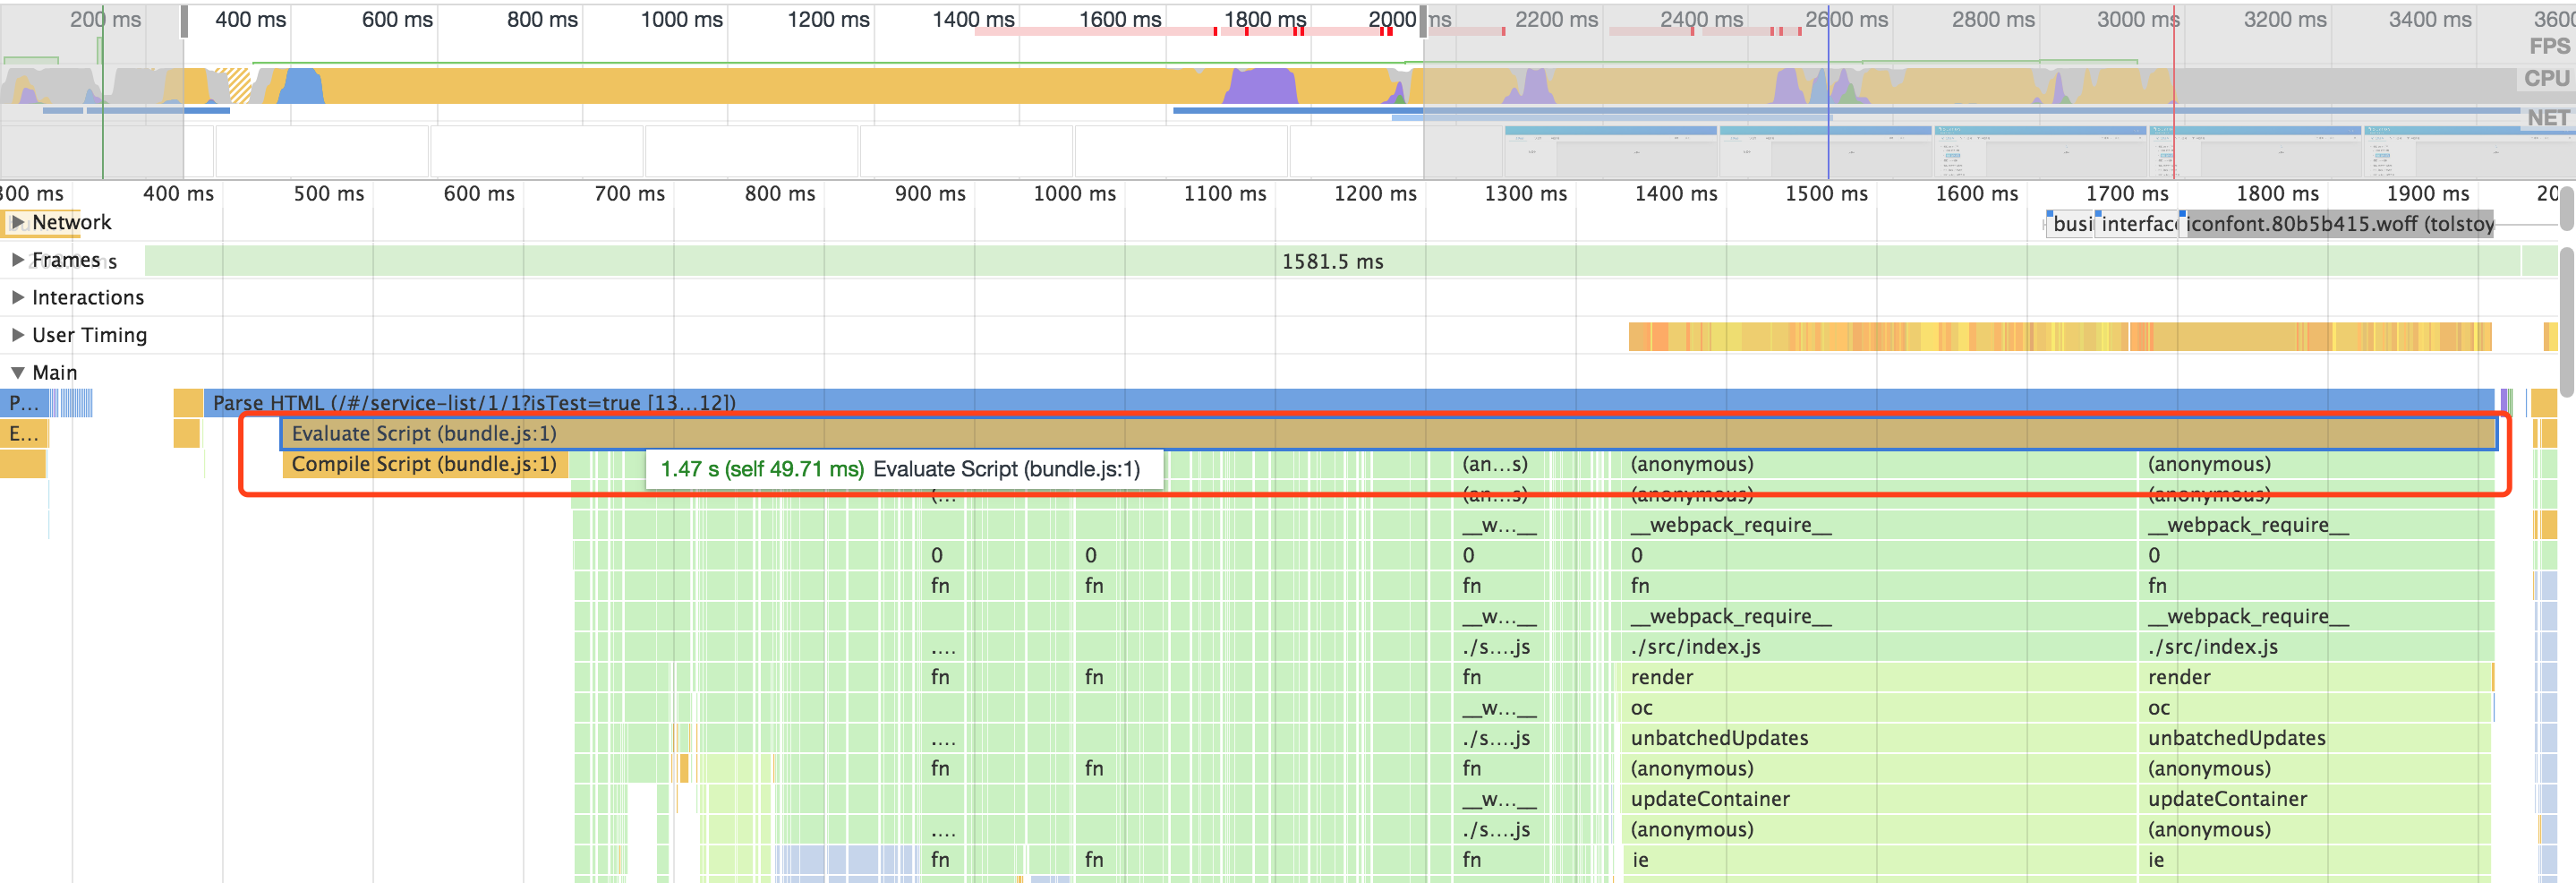 200 ms 400 ms 600 ms 800 ms 1000 ms 1200 ms 1400 ms 1600 ms 1800 ms 2000 ms 2200 ms 2400 ms 2600 ms 2800 ms 3000 ms 3200 ms 3400 ms 3600
FPS
CPU
NET
300 ms 400 ms 500 ms 600 ms 700 ms 800 ms 900 ms 1000 ms 1100 ms 1200 ms 1300 ms 1400 ms 1500 ms 1600 ms 1700 ms 1800 ms 1900 ms 20
Network busi interfac iconfont.80b5b415.woff (tolstoy
Frames s 1581.5 ms
Interactions
User Timing
Main
P... Parse HTML (/#/service-list/1/1?isTest=true [13...12])
E... Evaluate Script (bundle.js:1)
Compile Script (bundle.js:1) 1.47 s (self 49.71 ms) Evaluate Script (bundle.js:1) (an...s) (anonymous) (anonymous)
(... (an...s) (anonymous) (anonymous)
__w...__ __webpack_require__ __webpack_require__
0 0 0 0 0
fn fn fn fn fn
__w...__ __webpack_require__ __webpack_require__
.... ./s....js ./src/index.js ./src/index.js
fn fn fn render render
__w...__ oc oc
.... ./s....js unbatchedUpdates unbatchedUpdates
fn fn fn (anonymous) (anonymous)
__w...__ updateContainer updateContainer
.... ./s....js (anonymous) (anonymous)
fn fn fn ie ie